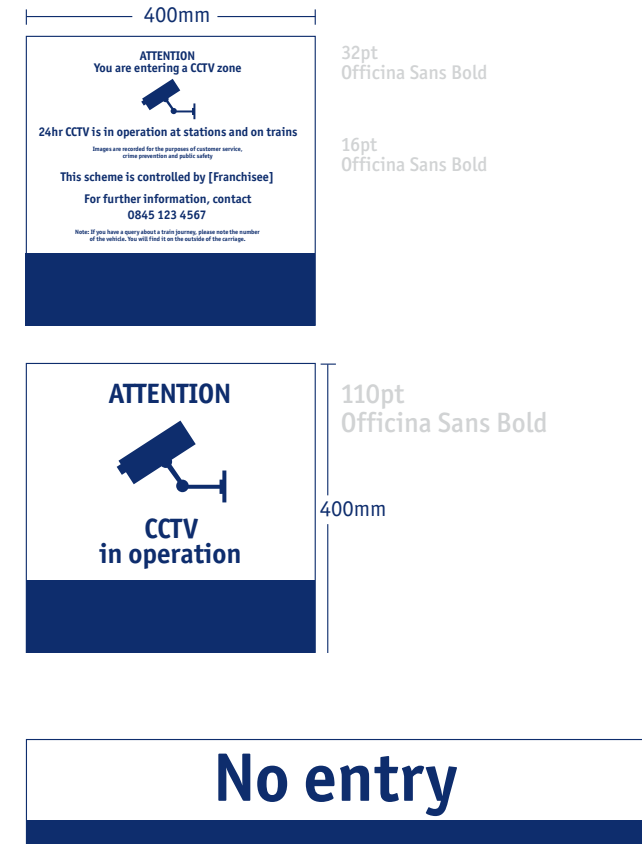 400mm
ATTENTION
You are entering a CCTV zone
24hr CCTV is in operation at stations and on trains
Images are recorded for the purposes of customer service,
crime prevention and public safety
This scheme is controlled by [Franchisee]
For further information, contact
0845 123 4567
Note: If you have a query about a train journey, please note the number
of the vehicle. You will find it on the outside of the carriage.
32pt
Officina Sans Bold
16pt
Officina Sans Bold
ATTENTION
CCTV
in operation
110pt
Officina Sans Bold
400mm
No entry